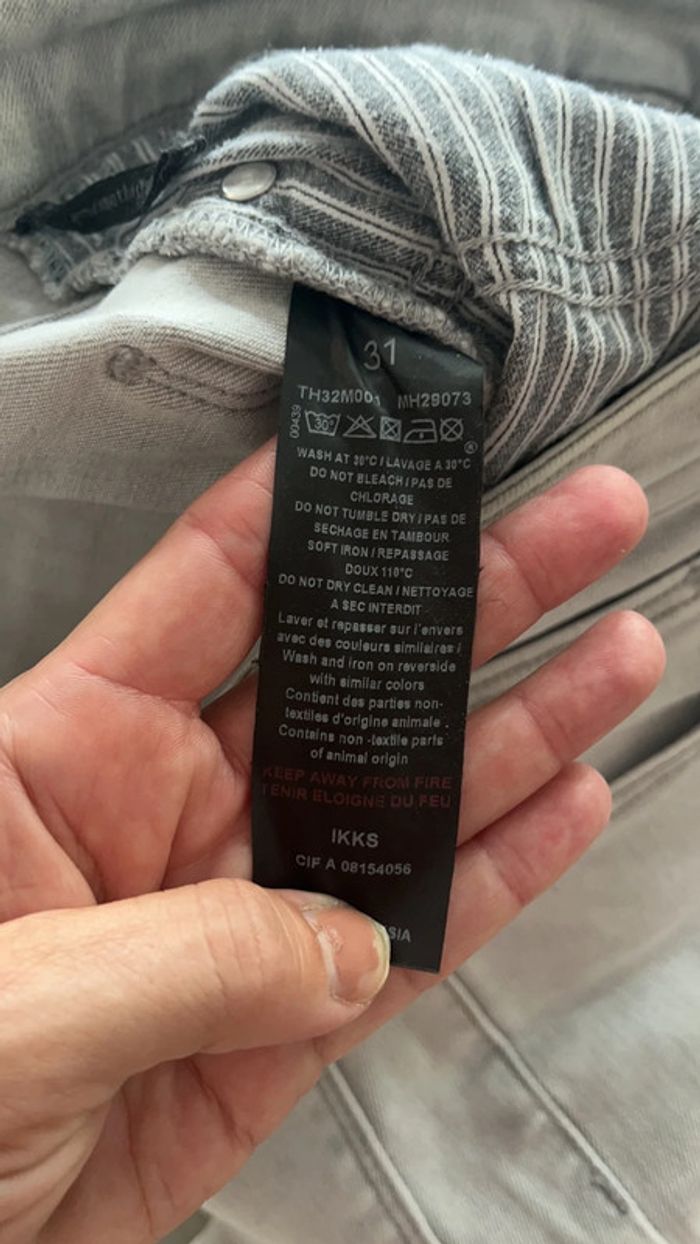 31
TH32M001 MH29073
00439
30°
®
WASH AT 30°C / LAVAGE A 30°C
DO NOT BLEACH / PAS DE
CHLORAGE
DO NOT TUMBLE DRY / PAS DE
SECHAGE EN TAMBOUR
SOFT IRON / REPASSAGE
DOUX 110°C
DO NOT DRY CLEAN / NETTOYAGE
A SEC INTERDIT
Laver et repasser sur l'envers
avec des couleurs similaires /
Wash and iron on reverside
with similar colors
Contient des parties non-
textiles d'origine animale .
Contains non -textile parts
of animal origin
KEEP AWAY FROM FIRE
TENIR ELOIGNE DU FEU
IKKS
CIF A 08154056